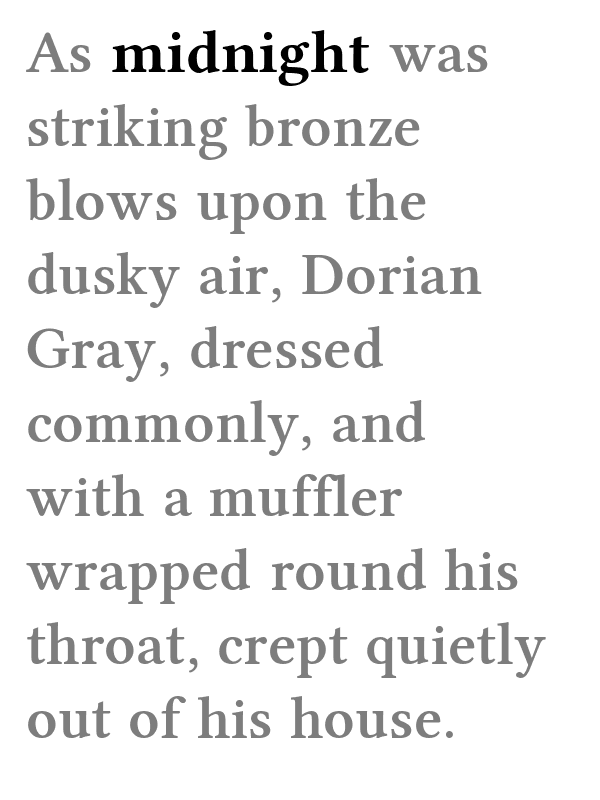 As midnight was
striking bronze
blows upon the
dusky air, Dorian
Gray, dressed
commonly, and
with a muffler
wrapped round his
throat, crept quietly
out of his house.